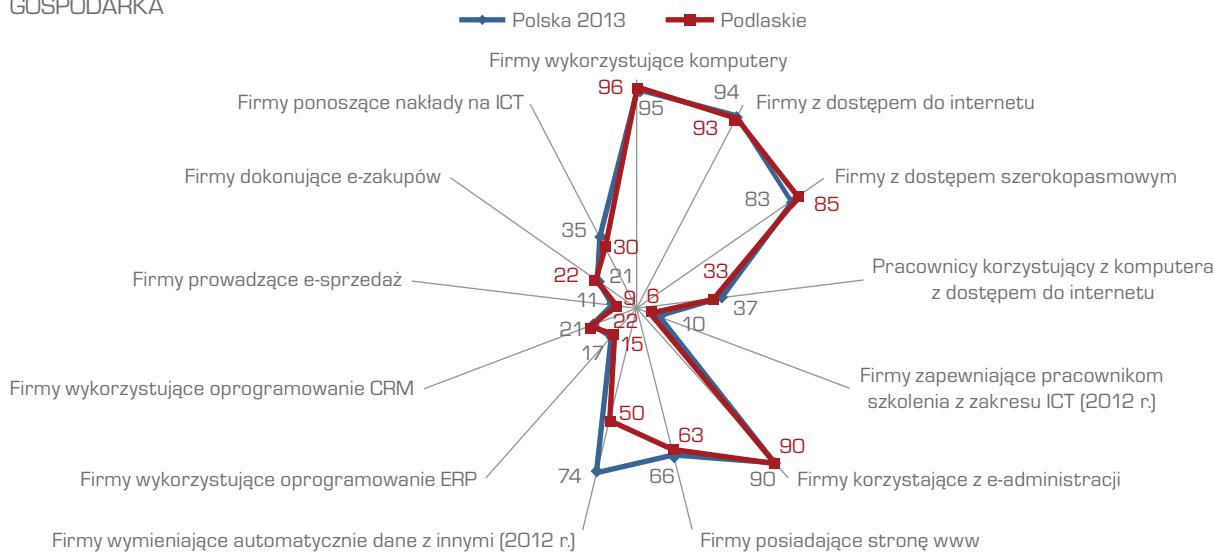 GOSPODARKA
Polska 2013
Podlaskie
Firmy wykorzystujące komputery
96
95
Firmy z dostępem do internetu
94
93
Firmy z dostępem szerokopasmowym
83
85
Pracownicy korzystujący z komputera
z dostępem do internetu
33
37
Firmy zapewniające pracownikom
szkolenia z zakresu ICT (2012 r.)
6
10
Firmy korzystające z e-administracji
90
90
Firmy posiadające stronę www
63
66
Firmy wymieniające automatycznie dane z innymi (2012 r.)
50
74
Firmy wykorzystujące oprogramowanie ERP
15
17
Firmy wykorzystujące oprogramowanie CRM
22
21
Firmy prowadzące e-sprzedaż
9
11
Firmy dokonujące e-zakupów
22
21
Firmy ponoszące nakłady na ICT
35
30